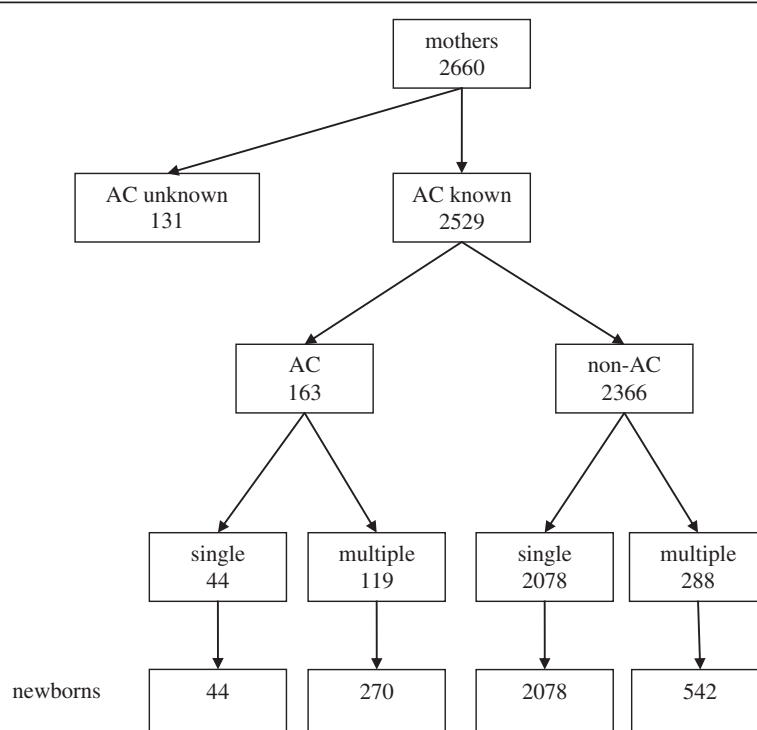 mothers
2660
AC unknown
131
AC known
2529
AC
163
non-AC
2366
single
44
multiple
119
single
2078
multiple
288
newborns
44
270
2078
542